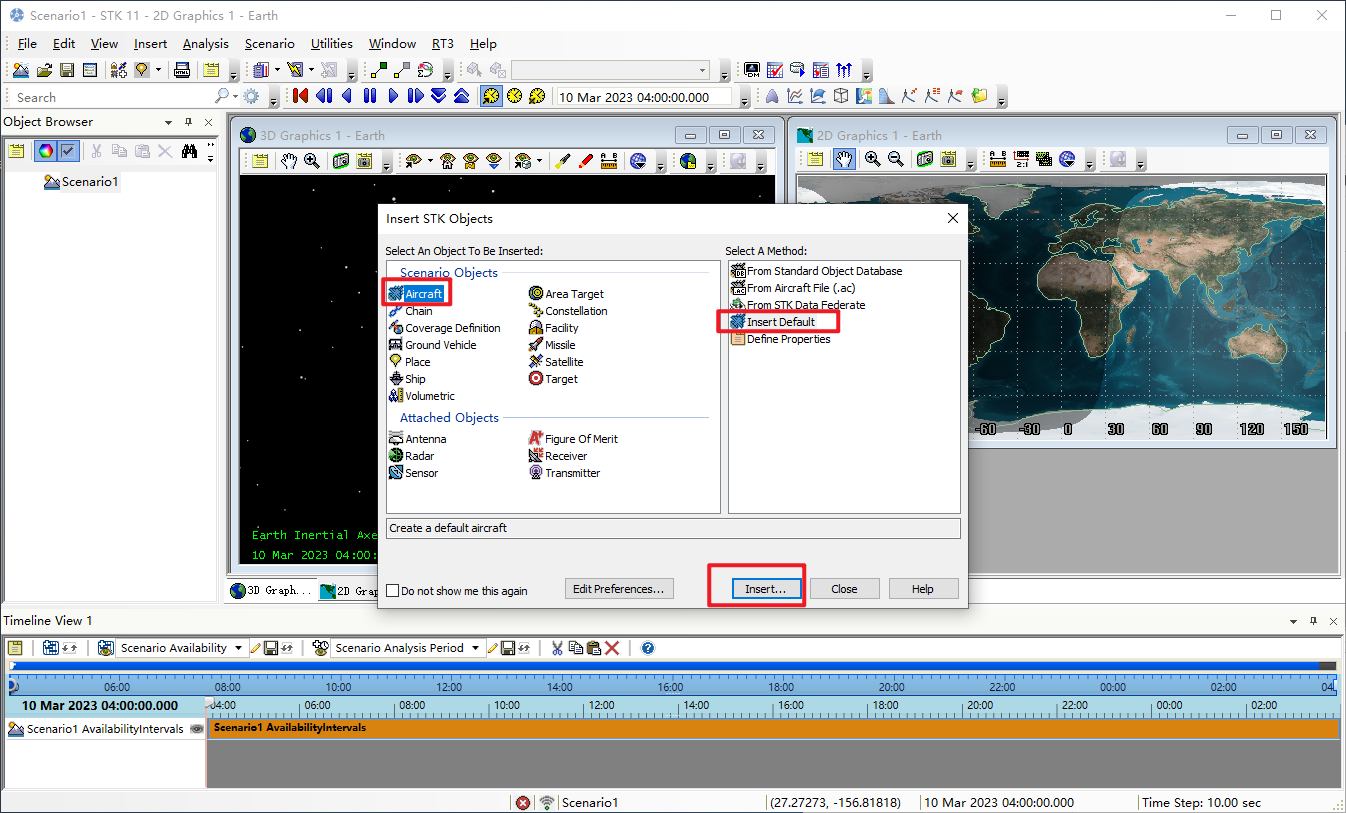 Scenario1 - STK 11 - 2D Graphics 1 - Earth
File Edit View Insert Analysis Scenario Utilities Window RT3 Help
Search
10 Mar 2023 04:00:00.000
Object Browser
Scenario1
3D Graphics 1 - Earth
2D Graphics 1 - Earth
Earth Inertial Axe
10 Mar 2023 04:00:
-60 -30 0 30 60 90 120 150
Insert STK Objects
Select An Object To Be Inserted:
Scenario Objects
Aircraft
Area Target
Chain
Constellation
Coverage Definition
Facility
Ground Vehicle
Missile
Place
Satellite
Ship
Target
Volumetric
Attached Objects
Antenna
Figure Of Merit
Radar
Receiver
Sensor
Transmitter
Select A Method:
From Standard Object Database
From Aircraft File (.ac)
From STK Data Federate
Insert Default
Define Properties
Create a default aircraft
Do not show me this again
Edit Preferences...
Insert...
Close
Help
3D Graph...
2D Grap
Timeline View 1
Scenario Availability
Scenario Analysis Period
06:00 08:00 10:00 12:00 14:00 16:00 18:00 20:00 22:00 00:00 02:00 04
10 Mar 2023 04:00:00.000
04:00 06:00 08:00 10:00 12:00 14:00 16:00 18:00 20:00 22:00 00:00 02:00
Scenario1 AvailabilityIntervals
Scenario1 AvailabilityIntervals
Scenario1
(27.27273, -156.81818)
10 Mar 2023 04:00:00.000
Time Step: 10.00 sec